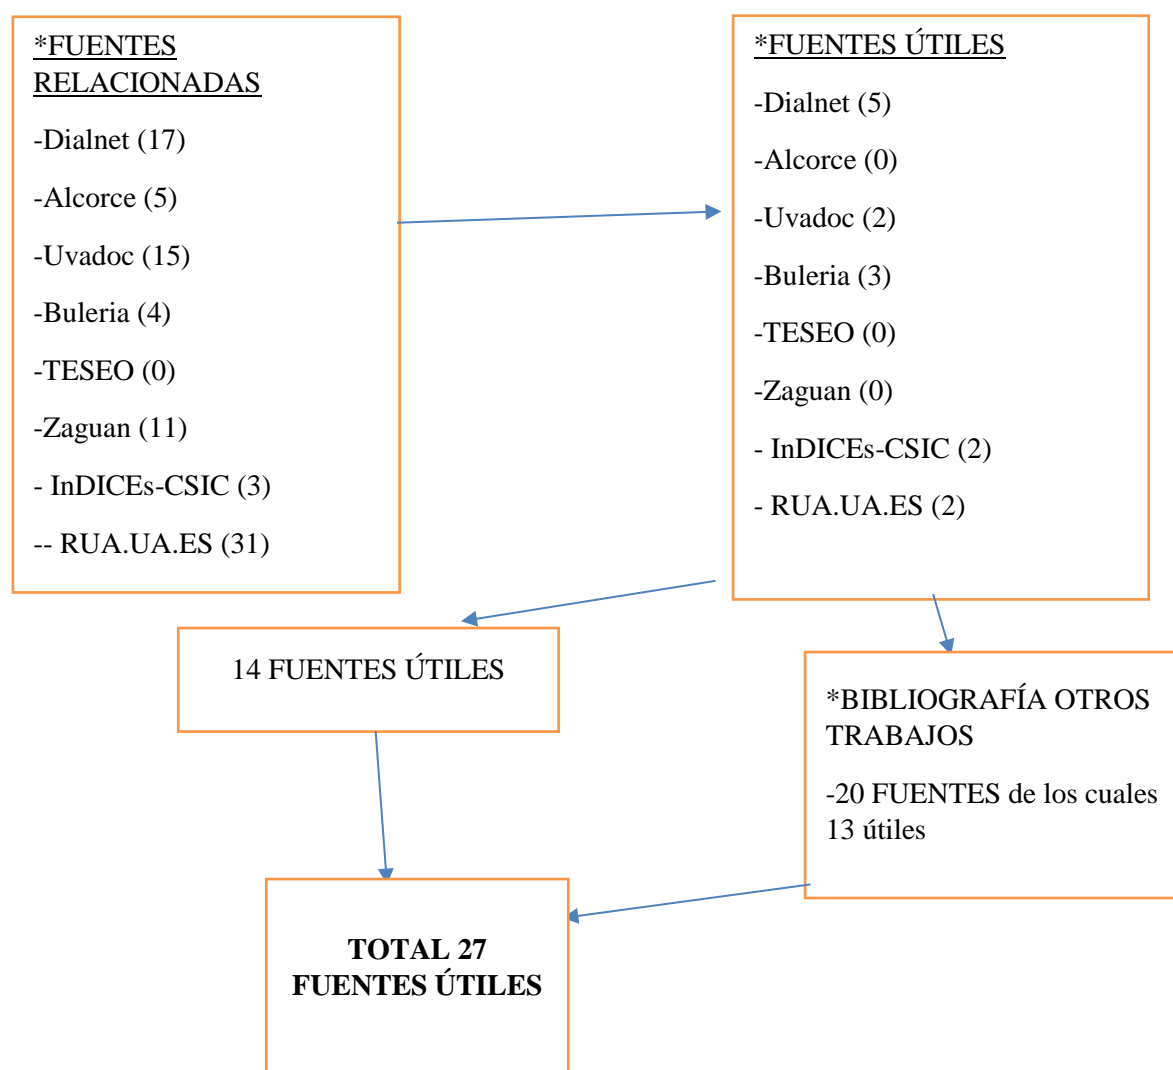 *FUENTES
RELACIONADAS
-Dialnet (17)
-Alcorce (5)
-Uvadoc (15)
-Buleria (4)
-TESEO (0)
-Zaguan (11)
- InDICEs-CSIC (3)
-- RUA.UA.ES (31)
*FUENTES ÚTILES
-Dialnet (5)
-Alcorce (0)
-Uvadoc (2)
-Buleria (3)
-TESEO (0)
-Zaguan (0)
- InDICEs-CSIC (2)
- RUA.UA.ES (2)
14 FUENTES ÚTILES
*BIBLIOGRAFÍA OTROS
TRABAJOS
-20 FUENTES de los cuales
13 útiles
TOTAL 27
FUENTES ÚTILES